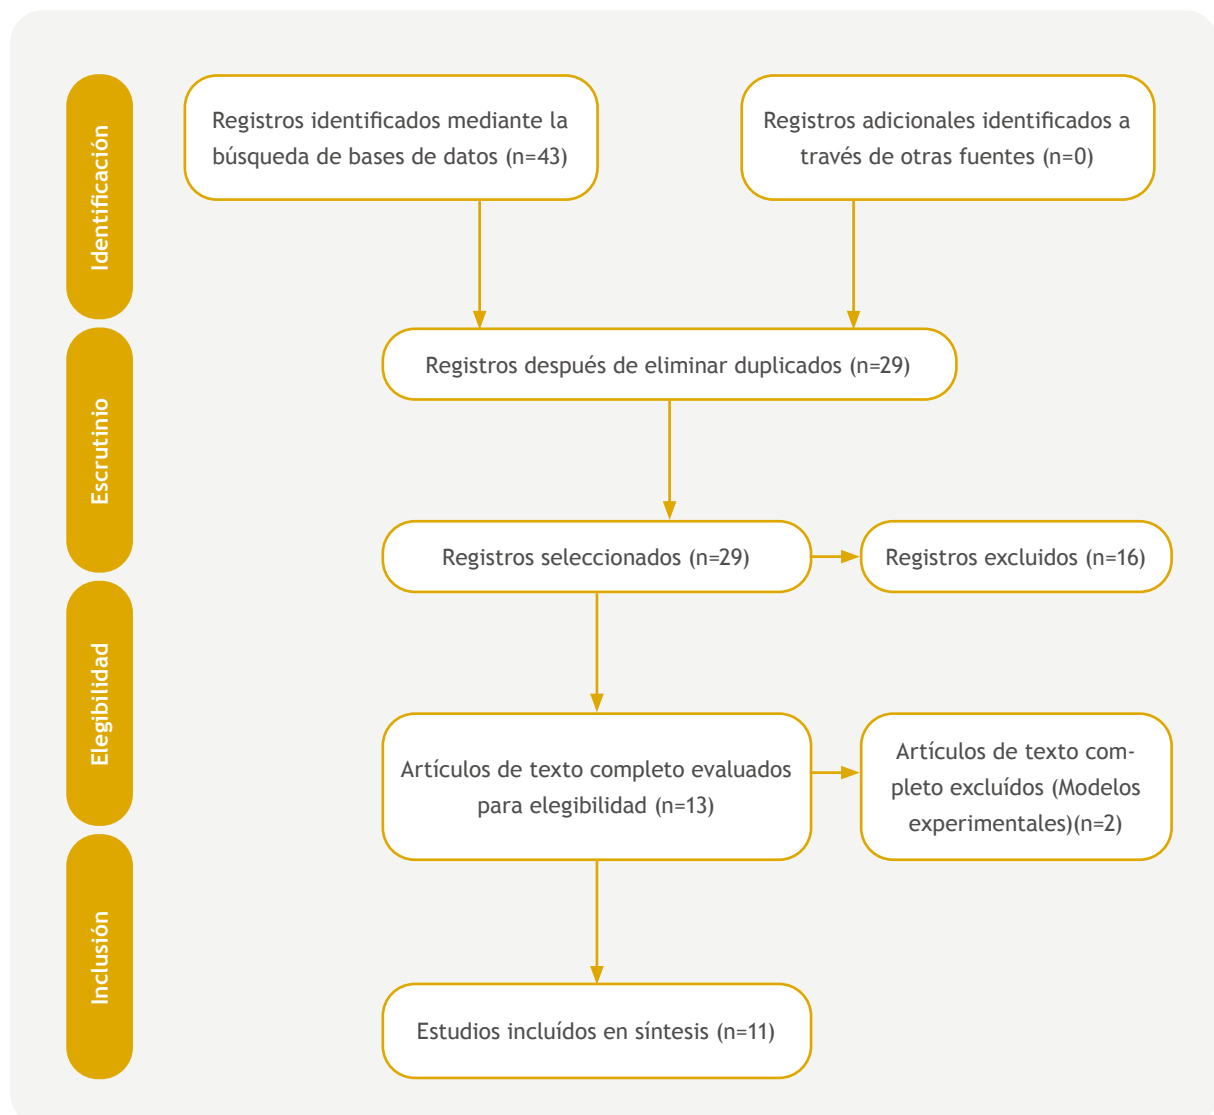 Identificación
Registros identificados mediante la
búsqueda de bases de datos (n=43)
Registros adicionales identificados a
través de otras fuentes (n=0)
Escrutinio
Registros después de eliminar duplicados (n=29)
Registros seleccionados (n=29)
Registros excluidos (n=16)
Elegibilidad
Artículos de texto completo evaluados
para elegibilidad (n=13)
Artículos de texto com-
pleto excluídos (Modelos
experimentales)(n=2)
Inclusión
Estudios incluídos en síntesis (n=11)